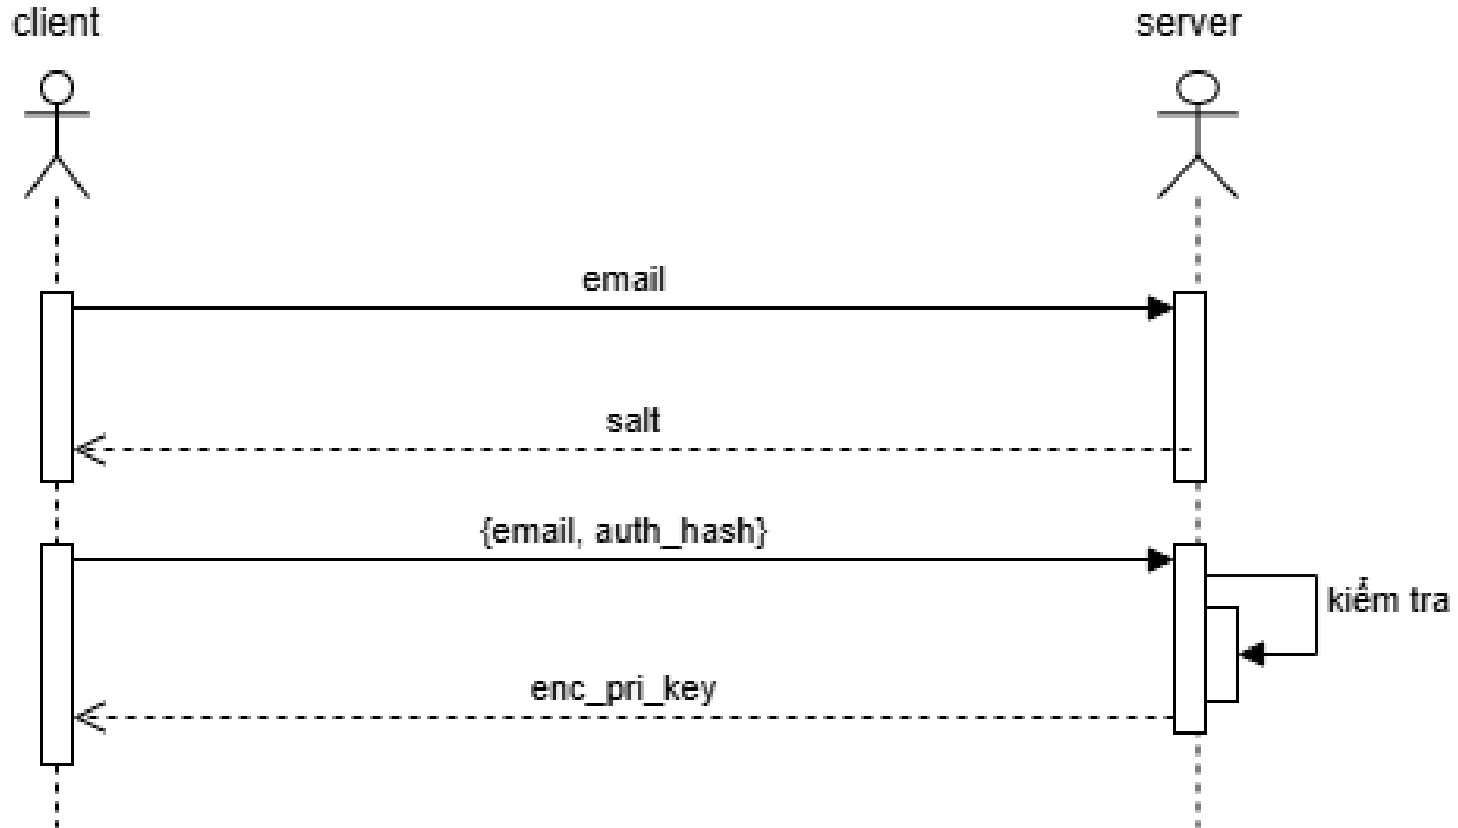 client
server
email
salt
{email, auth_hash}
kiểm tra
enc_pri_key